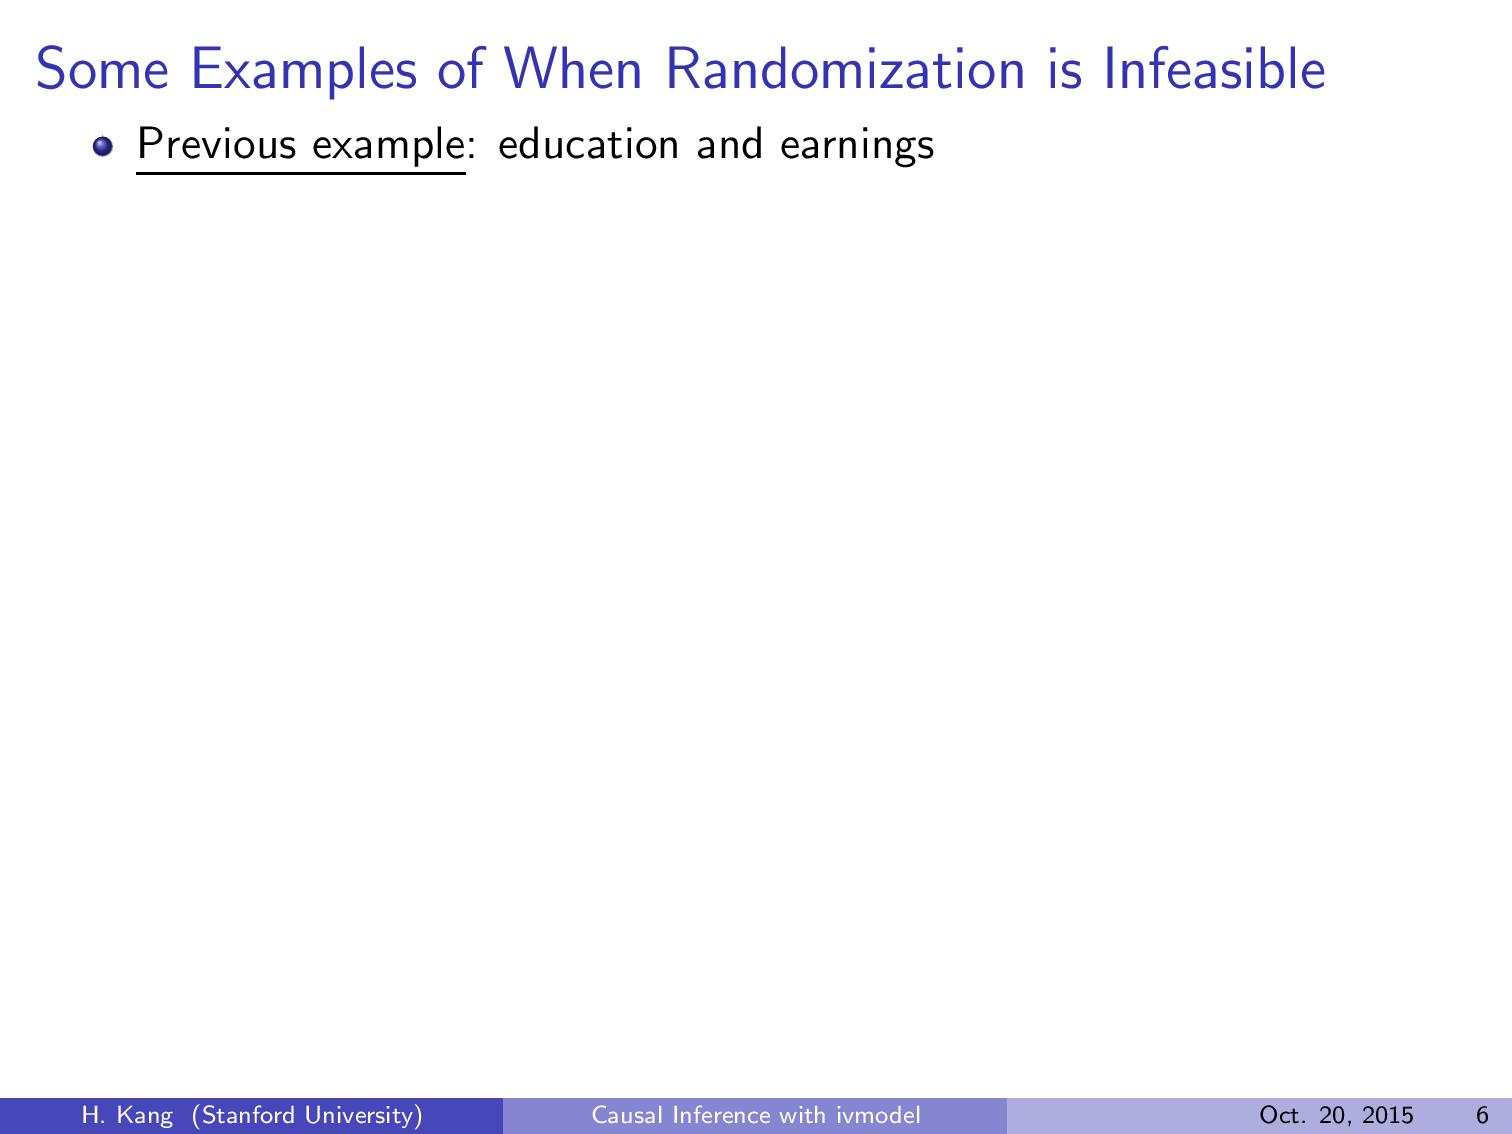 Some Examples of When Randomization is Infeasible
Previous example: education and earnings
H. Kang (Stanford University)
Causal Inference with ivmodel
Oct. 20, 2015
6